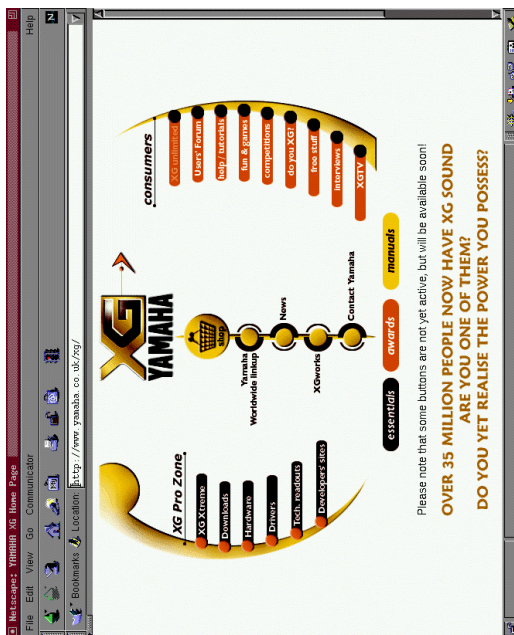 Netscape: YAMAHA XG Home Page
File Edit View Go Communicator Help
Bookmarks Location: http://www.yamaha.co.uk/xg/
XG Pro Zone
XG Xtreme
Downloads
Hardware
Drivers
Tech. readouts
Developers' sites
XG
YAMAHA
shop
Yamaha
Worldwide linkup
News
XGworks
Contact Yamaha
consumers
XG unlimited
Users' Forum
help / tutorials
fun & games
competitions
do you XG?
free stuff
interviews
XGTV
essentials
awards
manuals
Please note that some buttons are not yet active, but will be available soon!
OVER 35 MILLION PEOPLE NOW HAVE XG SOUND
ARE YOU ONE OF THEM?
DO YOU YET REALISE THE POWER YOU POSSESS?